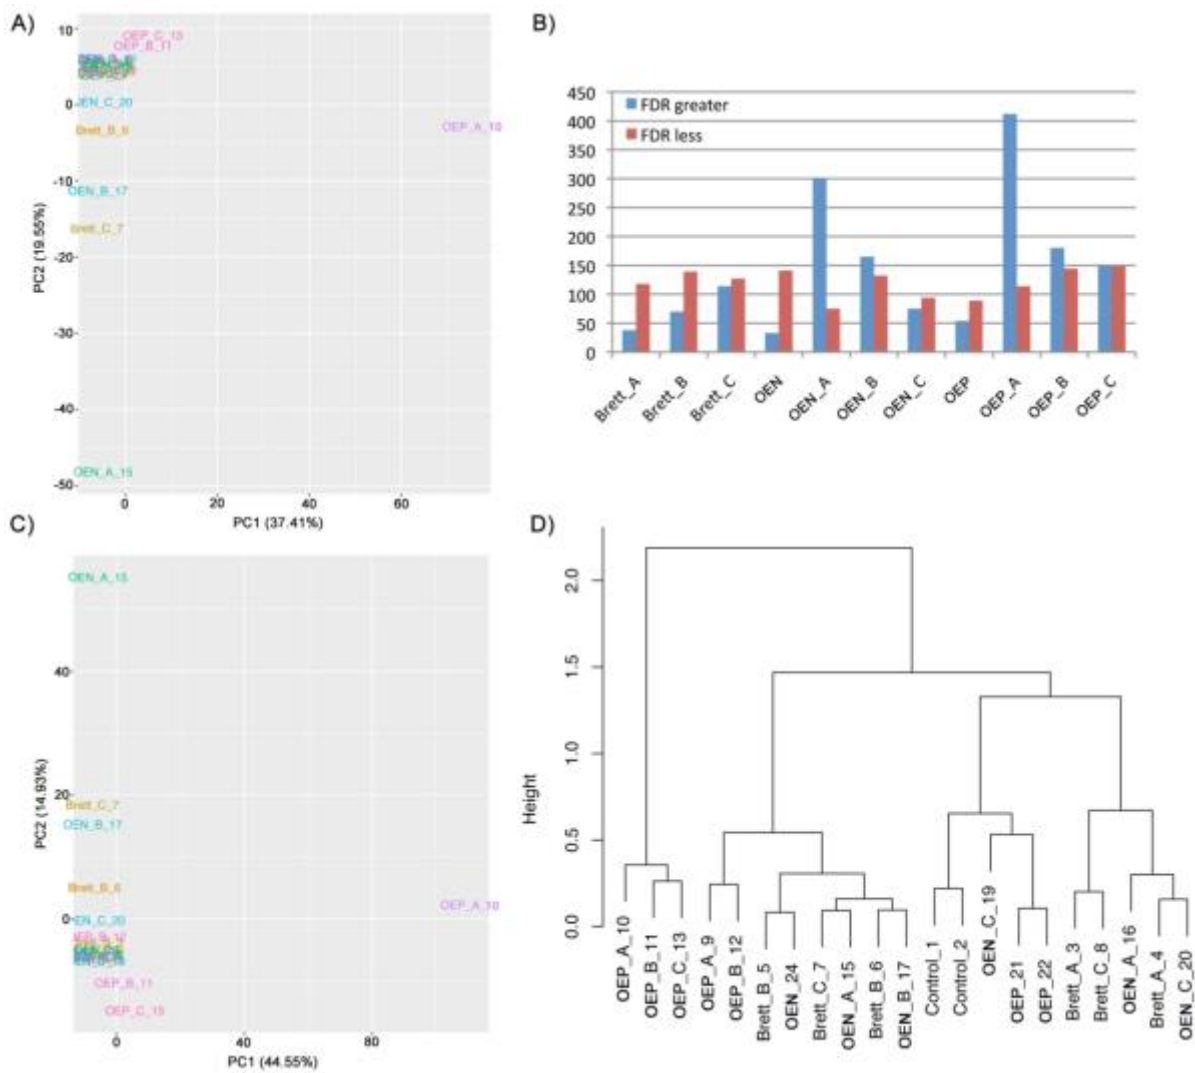 A)
10
0
-10
-20
-30
-40
-50
PC2 (19.55%)
OEP_C_13
OEP_B_11
OEN_C_20
Brett_B_6
OEP_A_10
OEN_B_17
Brett_C_7
OEN_A_15
0
20
40
60
PC1 (37.41%)
B)
450
400
350
300
250
200
150
100
50
0
FDR greater
FDR less
Brett_A
Brett_B
Brett_C
OEN
OEN_A
OEN_B
OEN_C
OEP
OEP_A
OEP_B
OEP_C
C)
40
20
0
PC2 (14.93%)
OEN_A_15
Brett_C_7
OEN_B_17
Brett_B_6
OEN_C_20
OEP_A_10
OEP_B_12
OEP_B_11
OEP_C_13
0
40
80
PC1 (44.55%)
D)
Height
2.0
1.5
1.0
0.5
0.0
OEP_A_10
OEP_B_11
OEP_C_13
OEP_A_9
OEP_B_12
Brett_B_5
OEN_24
Brett_C_7
OEN_A_15
Brett_B_6
OEN_B_17
Control_1
Control_2
OEN_C_19
OEP_21
OEP_22
Brett_A_3
Brett_C_8
OEN_A_16
Brett_A_4
OEN_C_20